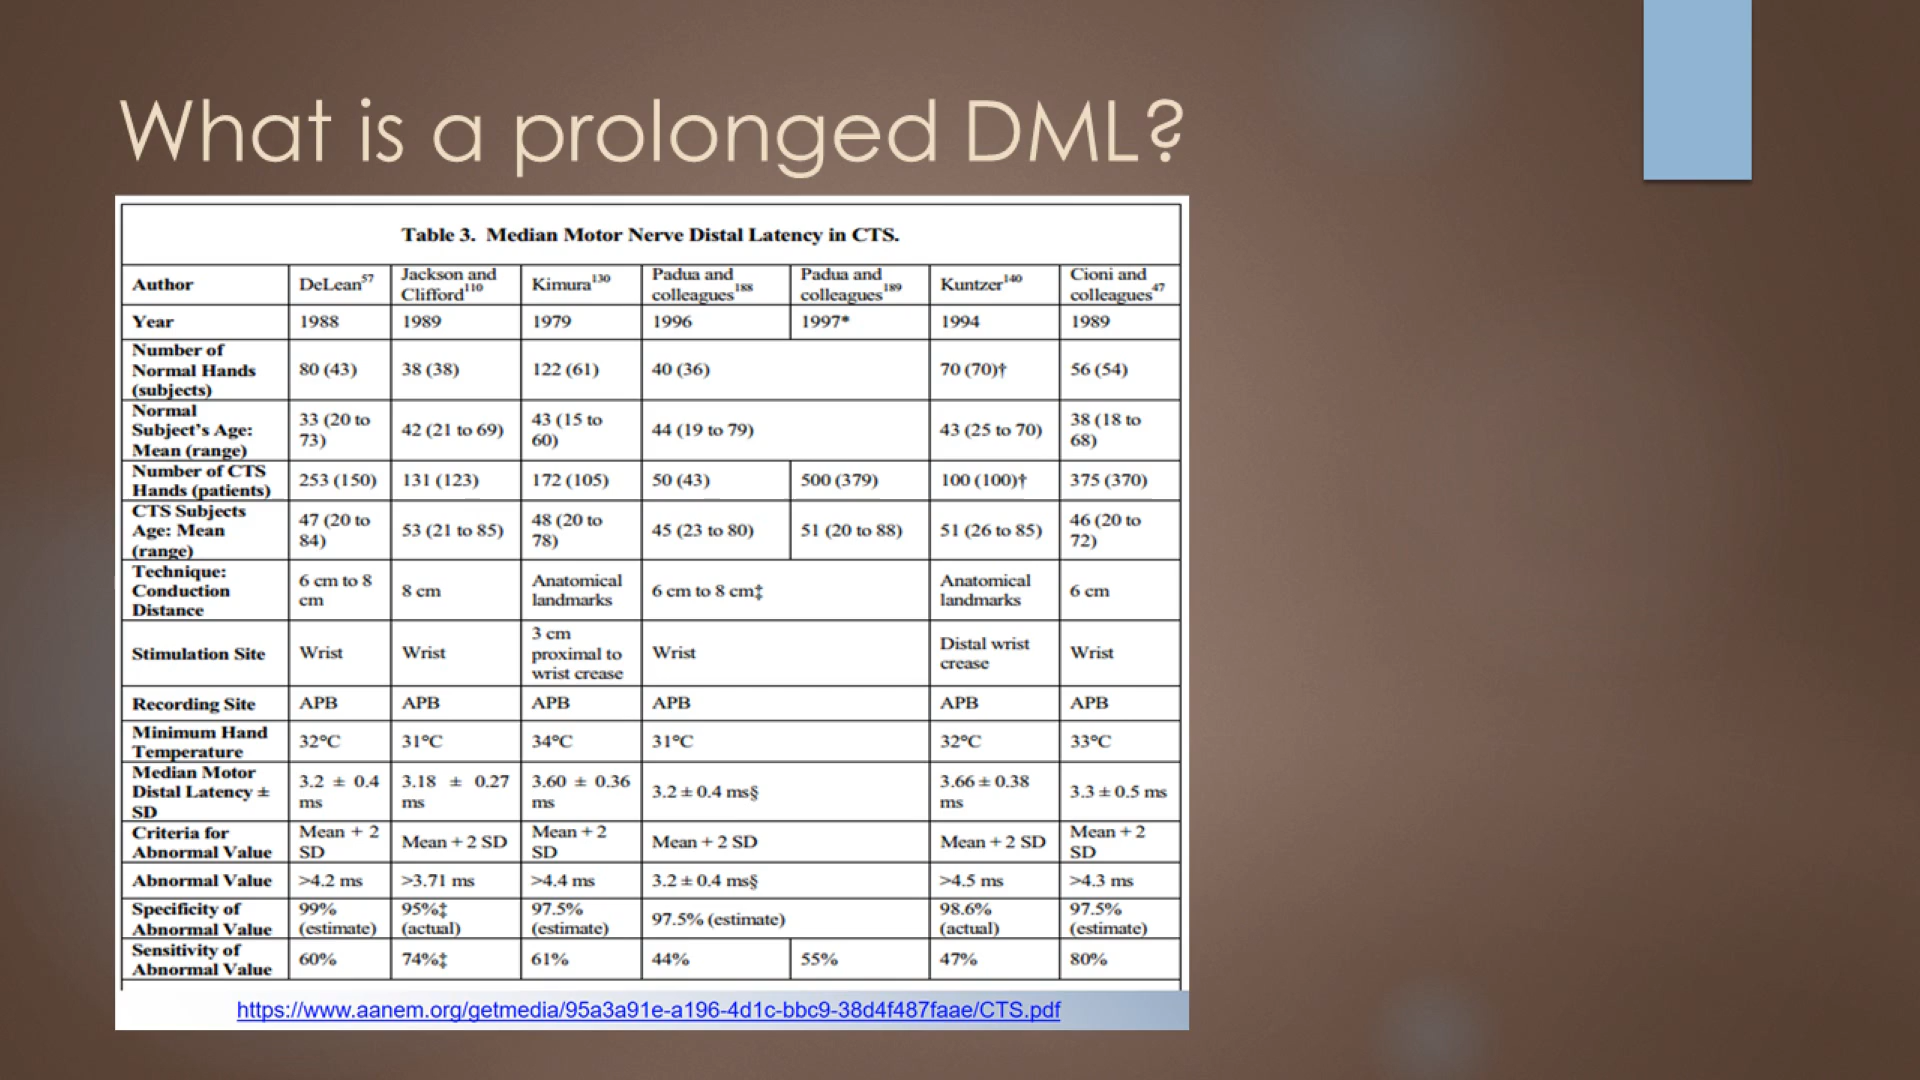 What is a prolonged DML?
Table 3. Median Motor Nerve Distal Latency in CTS.
Author DeLean57 Jackson and Clifford110 Kimura130 Padua and colleagues188 Padua and colleagues189 Kuntzer140 Cioni and colleagues47
Year 1988 1989 1979 1996 1997* 1994 1989
Number of Normal Hands (subjects) 80 (43) 38 (38) 122 (61) 40 (36) 70 (70)† 56 (54)
Normal Subject's Age: Mean (range) 33 (20 to 73) 42 (21 to 69) 43 (15 to 60) 44 (19 to 79) 43 (25 to 70) 38 (18 to 68)
Number of CTS Hands (patients) 253 (150) 131 (123) 172 (105) 50 (43) 500 (379) 100 (100)† 375 (370)
CTS Subjects Age: Mean (range) 47 (20 to 84) 53 (21 to 85) 48 (20 to 78) 45 (23 to 80) 51 (20 to 88) 51 (26 to 85) 46 (20 to 72)
Technique: Conduction Distance 6 cm to 8 cm 8 cm Anatomical landmarks 6 cm to 8 cm‡ Anatomical landmarks 6 cm
Stimulation Site Wrist Wrist 3 cm proximal to wrist crease Wrist Distal wrist crease Wrist
Recording Site APB APB APB APB APB APB
Minimum Hand Temperature 32°C 31°C 34°C 31°C 32°C 33°C
Median Motor Distal Latency ± SD 3.2 ± 0.4 ms 3.18 ± 0.27 ms 3.60 ± 0.36 ms 3.2 ± 0.4 ms§ 3.66 ± 0.38 ms 3.3 ± 0.5 ms
Criteria for Abnormal Value Mean + 2 SD Mean + 2 SD Mean + 2 SD Mean + 2 SD Mean + 2 SD Mean + 2 SD
Abnormal Value >4.2 ms >3.71 ms >4.4 ms 3.2 ± 0.4 ms§ >4.5 ms >4.3 ms
Specificity of Abnormal Value 99% (estimate) 95%‡ (actual) 97.5% (estimate) 97.5% (estimate) 98.6% (actual) 97.5% (estimate)
Sensitivity of Abnormal Value 60% 74%‡ 61% 44% 55% 47% 80%
https://www.aanem.org/getmedia/95a3a91e-a196-4d1c-bbc9-38d4f487faae/CTS.pdf